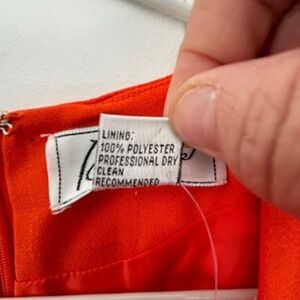 LINING:
100% POLYESTER
PROFESSIONAL DRY
CLEAN
RECOMMENDED